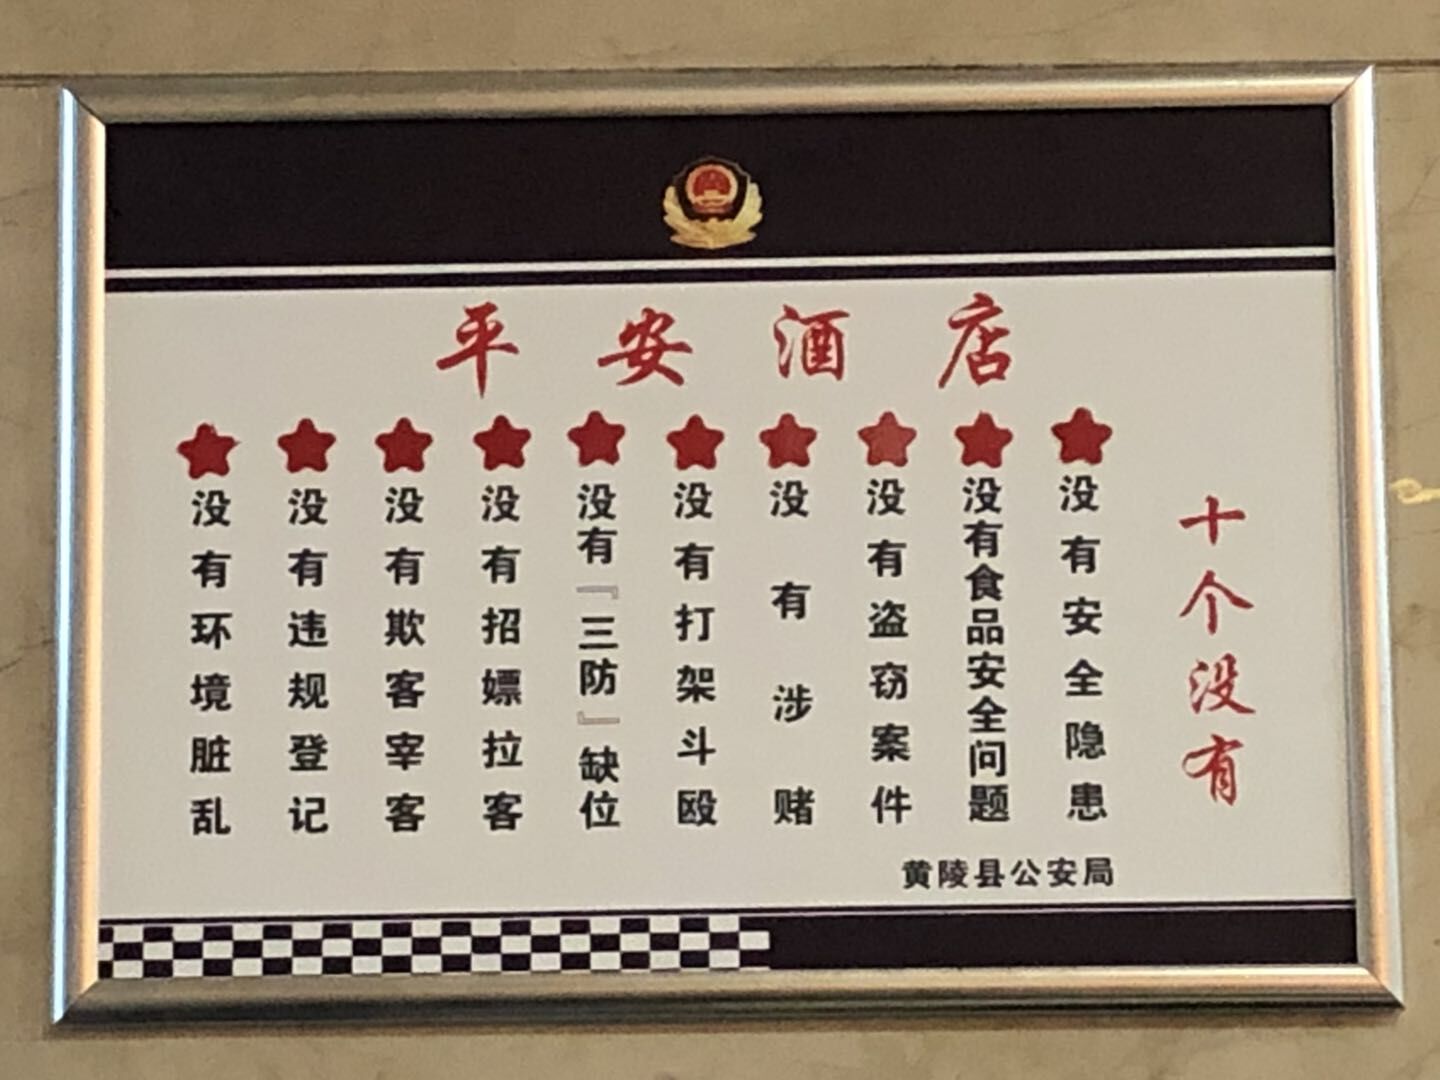 平安酒店
十个没有
没有安全隐患
没有食品安全问题
没有盗窃案件
没有涉赌
没有打架斗殴
没有『三防』缺位
没有招嫖拉客
没有欺客宰客
没有违规登记
没有环境脏乱
黄陵县公安局